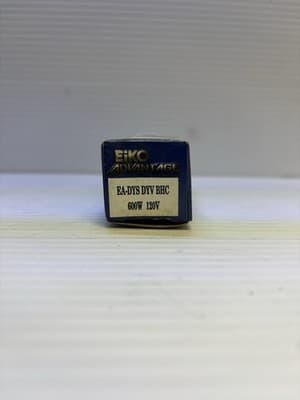 EiKO
ADVANTAGE
EA-DYS DYV BHC
600W 120V